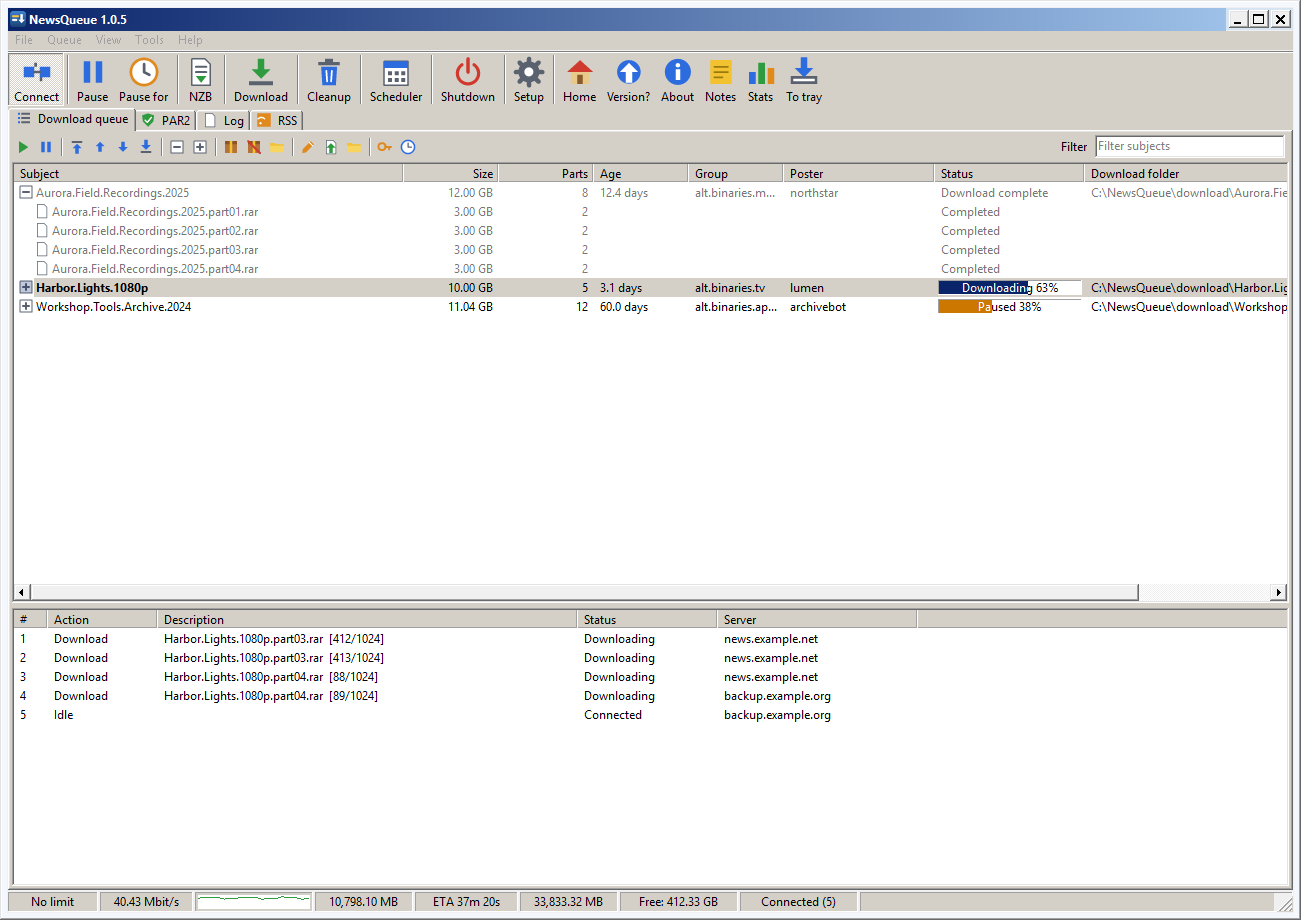 NewsQueue 1.0.5
File Queue View Tools Help
Connect Pause Pause for NZB Download Cleanup Scheduler Shutdown Setup Home Version? About Notes Stats To tray
Download queue PAR2 Log RSS
Filter Filter subjects
Subject Size Parts Age Group Poster Status Download folder
Aurora.Field.Recordings.2025 12.00 GB 8 12.4 days alt.binaries.m... northstar Download complete C:\NewsQueue\download\Aurora.Fie
Aurora.Field.Recordings.2025.part01.rar 3.00 GB 2 Completed
Aurora.Field.Recordings.2025.part02.rar 3.00 GB 2 Completed
Aurora.Field.Recordings.2025.part03.rar 3.00 GB 2 Completed
Aurora.Field.Recordings.2025.part04.rar 3.00 GB 2 Completed
Harbor.Lights.1080p 10.00 GB 5 3.1 days alt.binaries.tv lumen Downloading 63% C:\NewsQueue\download\Harbor.Lig
Workshop.Tools.Archive.2024 11.04 GB 12 60.0 days alt.binaries.ap... archivebot Paused 38% C:\NewsQueue\download\Workshop
# Action Description Status Server
1 Download Harbor.Lights.1080p.part03.rar [412/1024] Downloading news.example.net
2 Download Harbor.Lights.1080p.part03.rar [413/1024] Downloading news.example.net
3 Download Harbor.Lights.1080p.part04.rar [88/1024] Downloading news.example.net
4 Download Harbor.Lights.1080p.part04.rar [89/1024] Downloading backup.example.org
5 Idle Connected backup.example.org
No limit 40.43 Mbit/s 10,798.10 MB ETA 37m 20s 33,833.32 MB Free: 412.33 GB Connected (5)